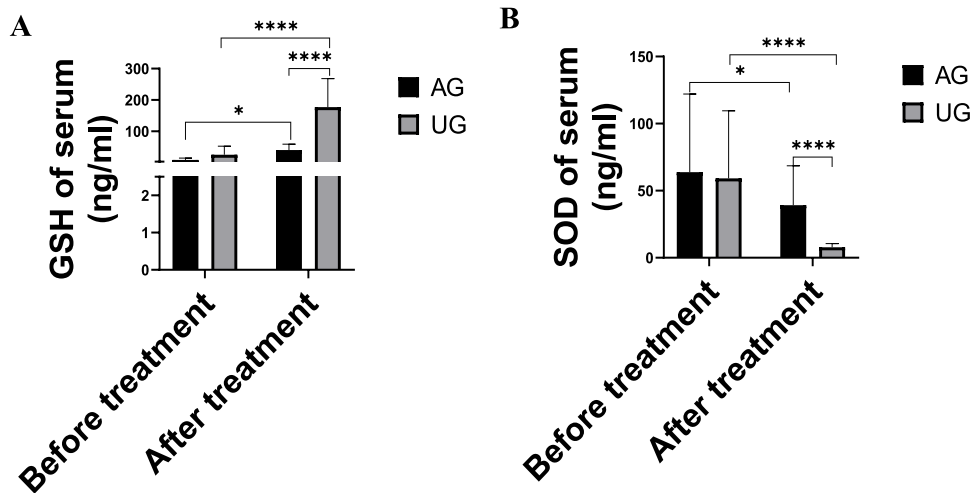 A
GSH of serum
(ng/ml)
300
200
100
2
1
0
*
****
****
AG
UG
Before treatment
After treatment
B
SOD of serum
(ng/ml)
150
100
50
0
*
****
****
AG
UG
Before treatment
After treatment